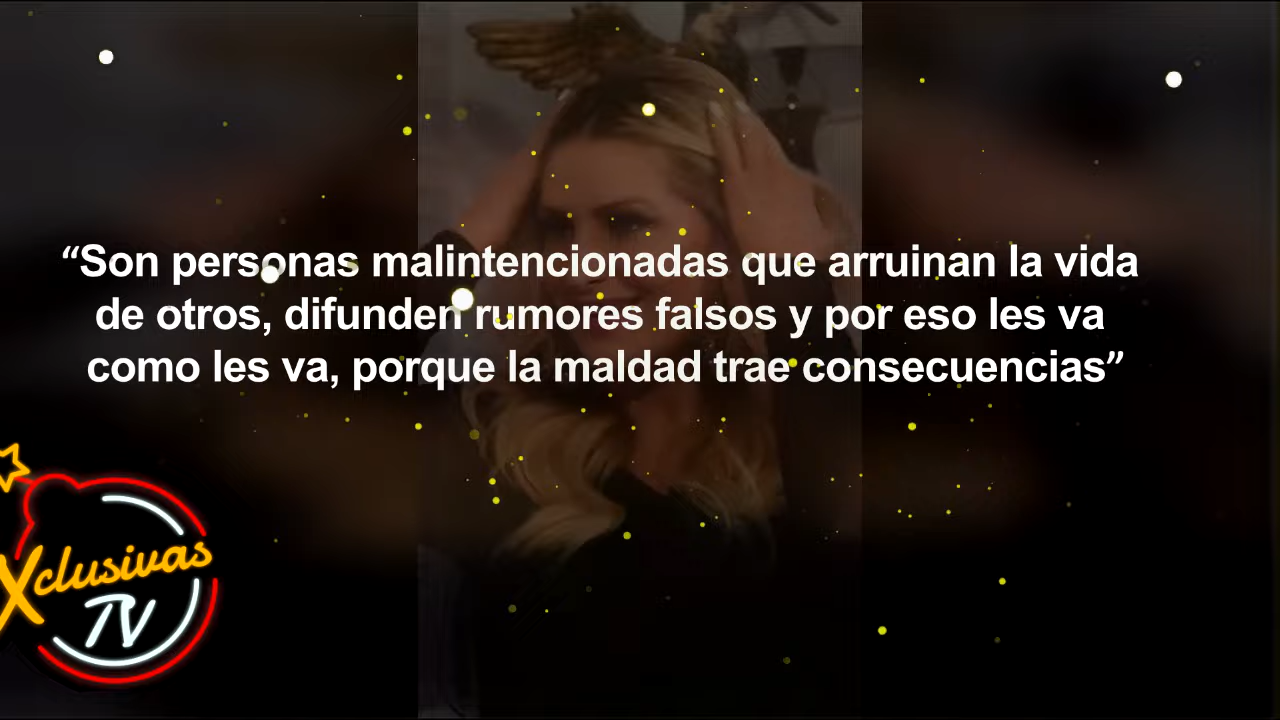 “Son personas malintencionadas que arruinan la vida
de otros, difunden rumores falsos y por eso les va
como les va, porque la maldad trae consecuencias”
Xclusivas
TV